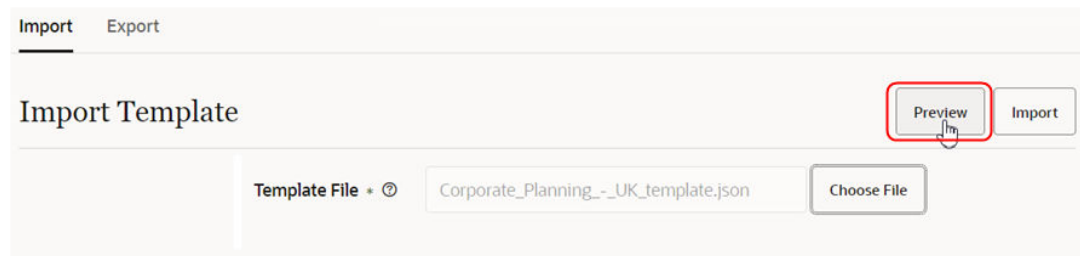 Import Export
Import Template
Preview Import
Template File * ?
Corporate_Planning_-_UK_template.json
Choose File